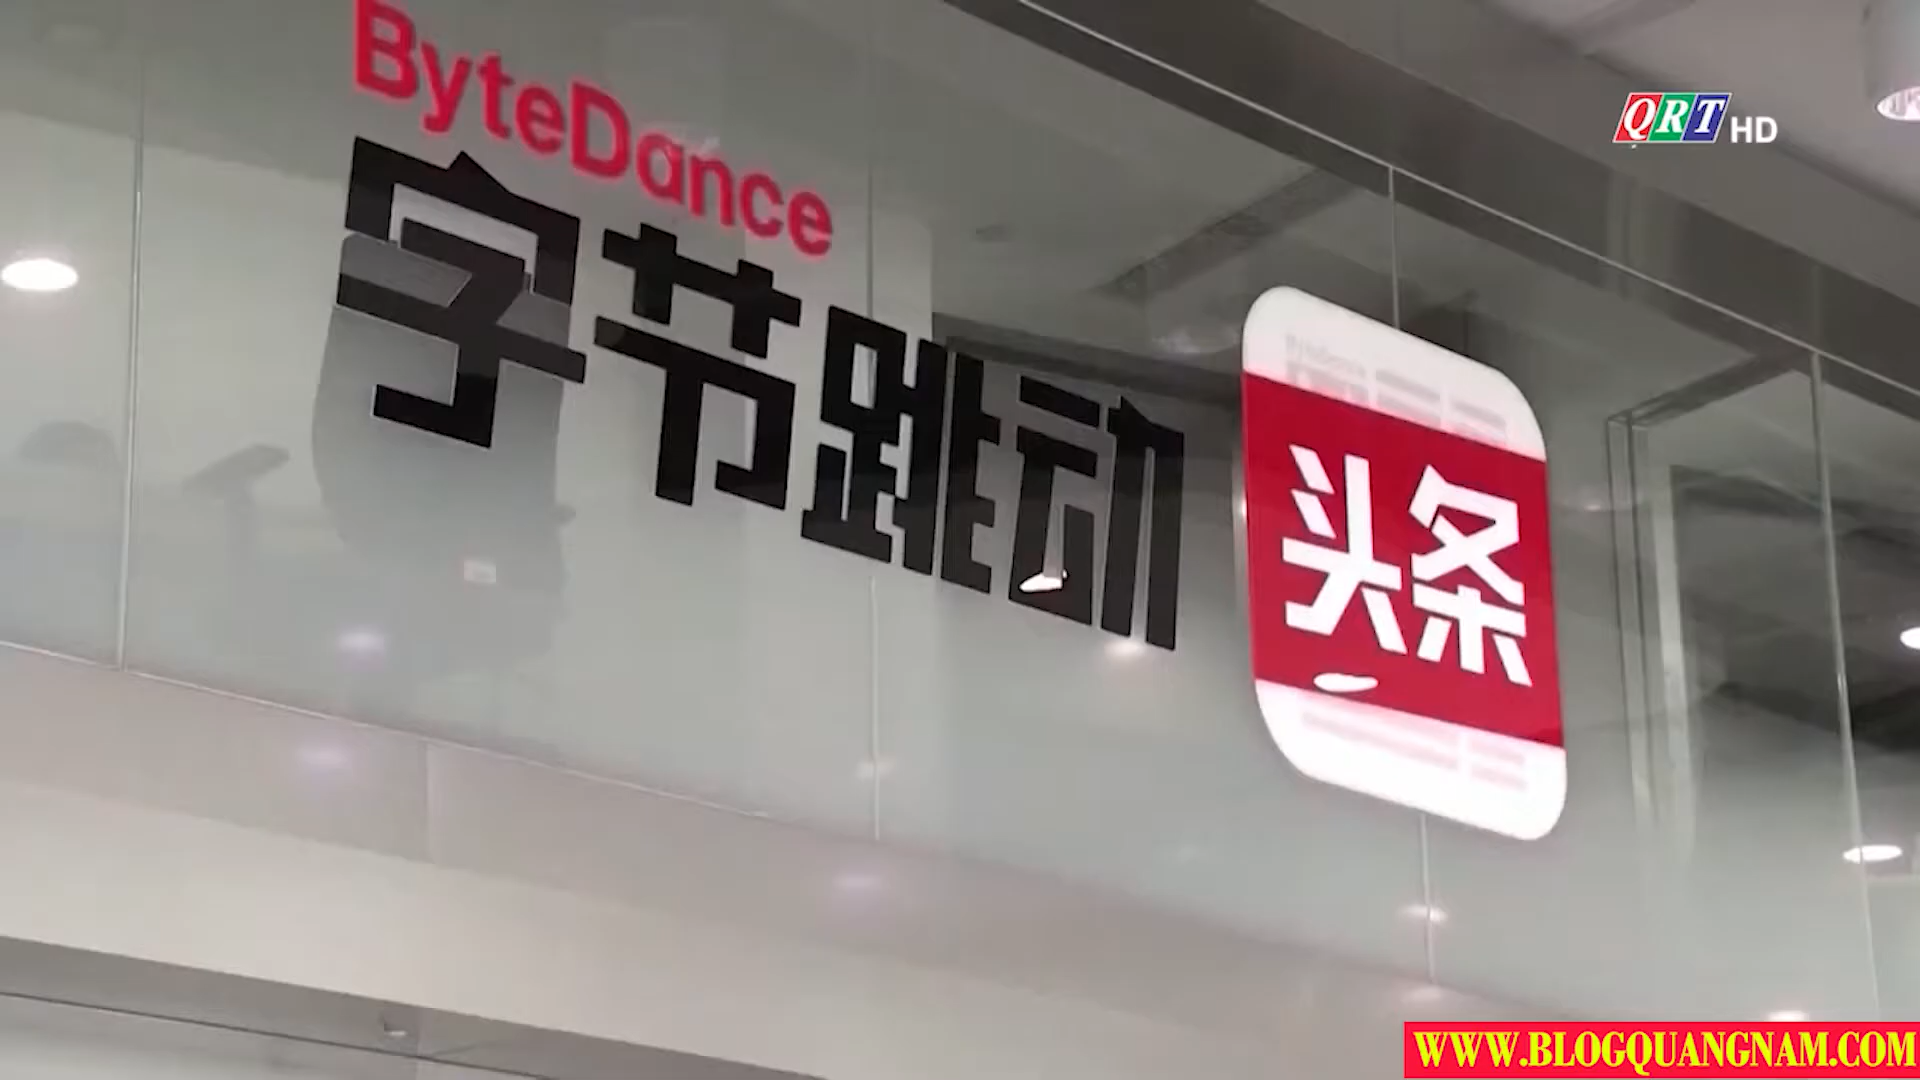 ByteDance
字节跳动
头条
QRT HD
WWW.BLOGQUANGNAM.COM